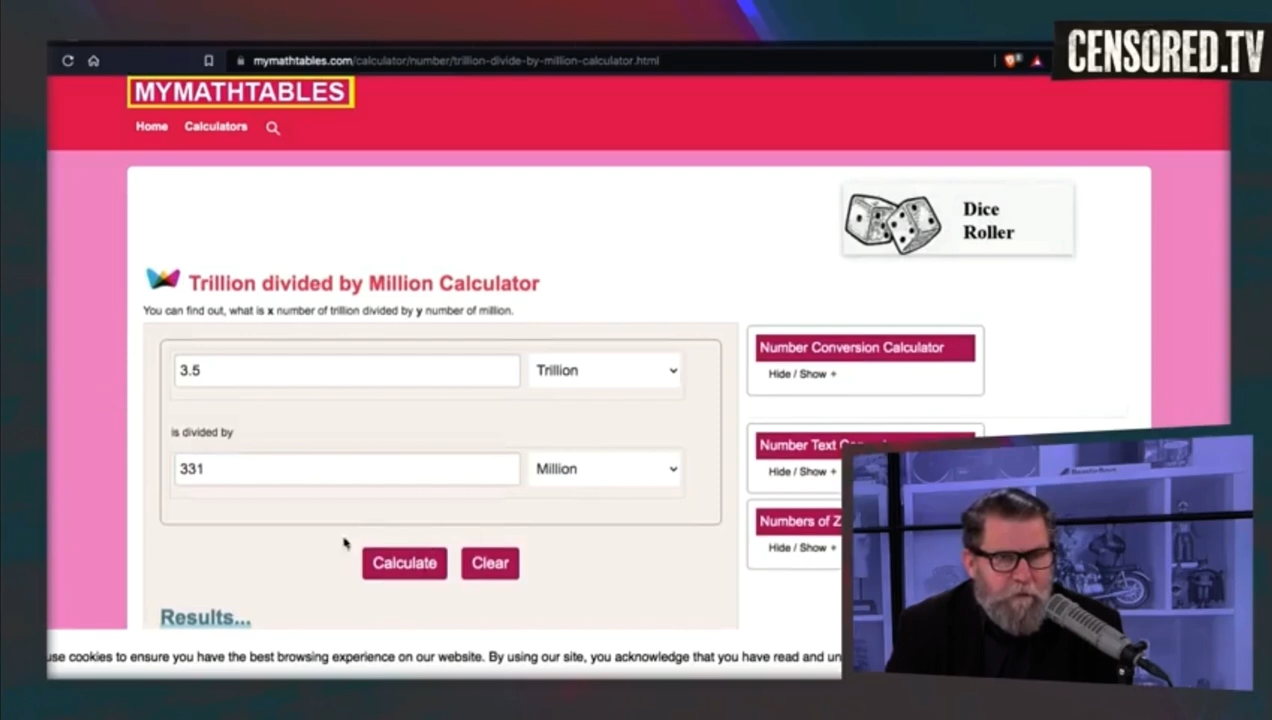 CENSORED.TV
mymathtables.com/calculator/number/trillion-divide-by-million-calculator.html
MYMATHTABLES
Home Calculators
Dice
Roller
Trillion divided by Million Calculator
You can find out, what is x number of trillion divided by y number of million.
3.5 Trillion
is divided by
331 Million
Calculate Clear
Results...
Number Conversion Calculator
Hide / Show +
Number Text
Hide / Show +
Numbers of Z
Hide / Show +
use cookies to ensure you have the best browsing experience on our website. By using our site, you acknowledge that you have read and un